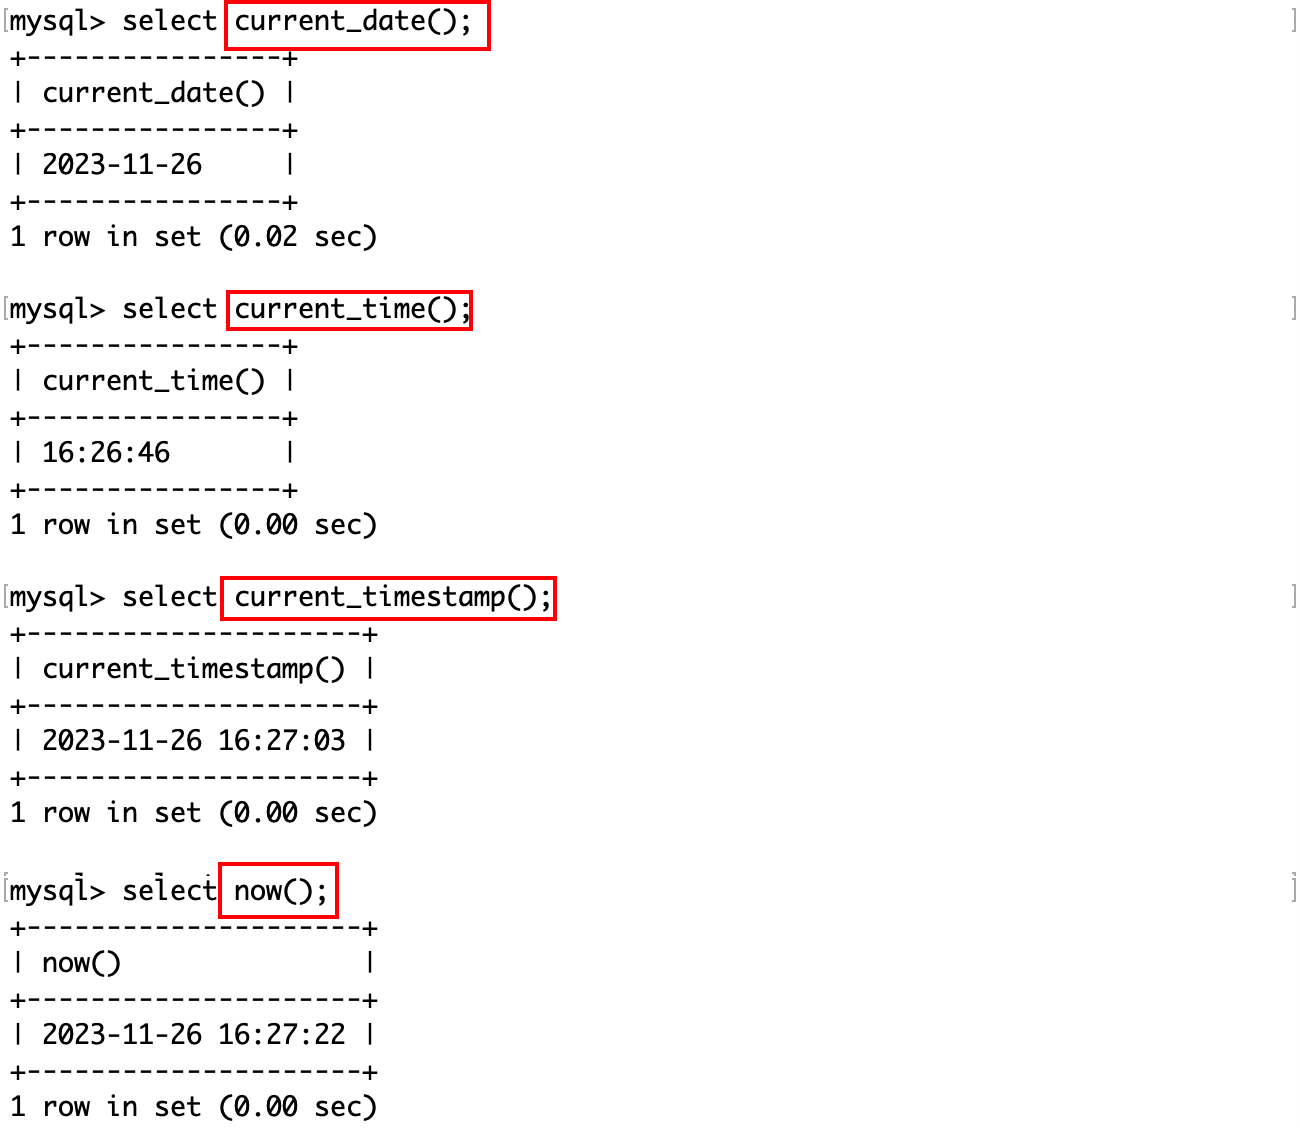 [mysql> select current_date(); ]
+----------------+
| current_date() |
+----------------+
| 2023-11-26     |
+----------------+
1 row in set (0.02 sec)

[mysql> select current_time(); ]
+----------------+
| current_time() |
+----------------+
| 16:26:46       |
+----------------+
1 row in set (0.00 sec)

[mysql> select current_timestamp(); ]
+---------------------+
| current_timestamp() |
+---------------------+
| 2023-11-26 16:27:03 |
+---------------------+
1 row in set (0.00 sec)

[mysql> select now(); ]
+---------------------+
| now()               |
+---------------------+
| 2023-11-26 16:27:22 |
+---------------------+
1 row in set (0.00 sec)